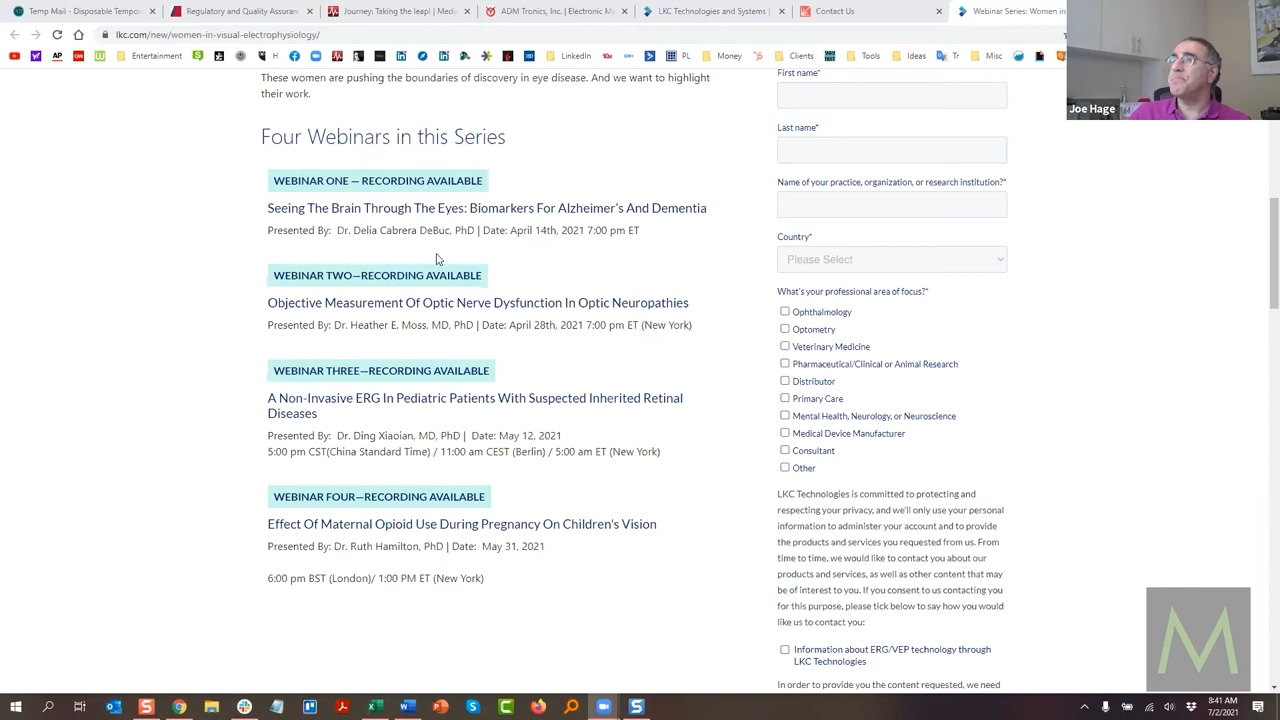 Temp Mail - Disposable Tempora
Regulatory and Quality Assuranc
Journey: Taking the leap! | Medic
ADM Tronics, Inc. | Electronic M
LKC Technologies and Systems |
Contact Us
Webinar Series: Women in
lkc.com/new/women-in-visual-electrophysiology/
Entertainment
H
LinkedIn
PL
Money
Clients
Tools
Ideas
Tr
Misc
Joe Hage
These women are pushing the boundaries of discovery in eye disease. And we want to highlight
their work.
Four Webinars in this Series
WEBINAR ONE — RECORDING AVAILABLE
Seeing The Brain Through The Eyes: Biomarkers For Alzheimer's And Dementia
Presented By: Dr. Delia Cabrera DeBuc, PhD | Date: April 14th, 2021 7:00 pm ET
WEBINAR TWO—RECORDING AVAILABLE
Objective Measurement Of Optic Nerve Dysfunction In Optic Neuropathies
Presented By: Dr. Heather E. Moss, MD, PhD | Date: April 28th, 2021 7:00 pm ET (New York)
WEBINAR THREE—RECORDING AVAILABLE
A Non-Invasive ERG In Pediatric Patients With Suspected Inherited Retinal
Diseases
Presented By: Dr. Ding Xiaoian, MD, PhD | Date: May 12, 2021
5:00 pm CST(China Standard Time) / 11:00 am CEST (Berlin) / 5:00 am ET (New York)
WEBINAR FOUR—RECORDING AVAILABLE
Effect Of Maternal Opioid Use During Pregnancy On Children's Vision
Presented By: Dr. Ruth Hamilton, PhD | Date: May 31, 2021
6:00 pm BST (London)/ 1:00 PM ET (New York)
First name*
Last name*
Name of your practice, organization, or research institution?*
Country*
Please Select
What's your professional area of focus?*
Ophthalmology
Optometry
Veterinary Medicine
Pharmaceutical/Clinical or Animal Research
Distributor
Primary Care
Mental Health, Neurology, or Neuroscience
Medical Device Manufacturer
Consultant
Other
LKC Technologies is committed to protecting and
respecting your privacy, and we'll only use your personal
information to administer your account and to provide
the products and services you requested from us. From
time to time, we would like to contact you about our
products and services, as well as other content that may
be of interest to you. If you consent to us contacting you
for this purpose, please tick below to say how you would
like us to contact you:
Information about ERG/VEP technology through
LKC Technologies
In order to provide you the content requested, we need
M
8:41 AM
7/2/2021